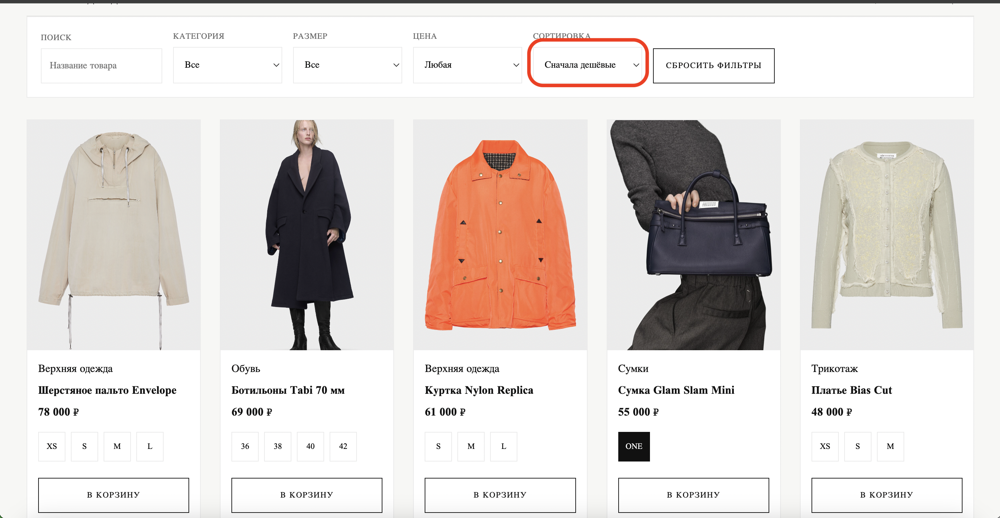 ПОИСК
КАТЕГОРИЯ
РАЗМЕР
ЦЕНА
СОРТИРОВКА
Название товара
Все
Все
Любая
Сначала дешёвые
СБРОСИТЬ ФИЛЬТРЫ
Верхняя одежда
Шерстяное пальто Envelope
78 000 ₽
XS S M L
В КОРЗИНУ
Обувь
Ботильоны Tabi 70 мм
69 000 ₽
36 38 40 42
В КОРЗИНУ
Верхняя одежда
Куртка Nylon Replica
61 000 ₽
S M L
В КОРЗИНУ
Сумки
Сумка Glam Slam Mini
55 000 ₽
ONE
В КОРЗИНУ
Трикотаж
Платье Bias Cut
48 000 ₽
XS S M
В КОРЗИНУ